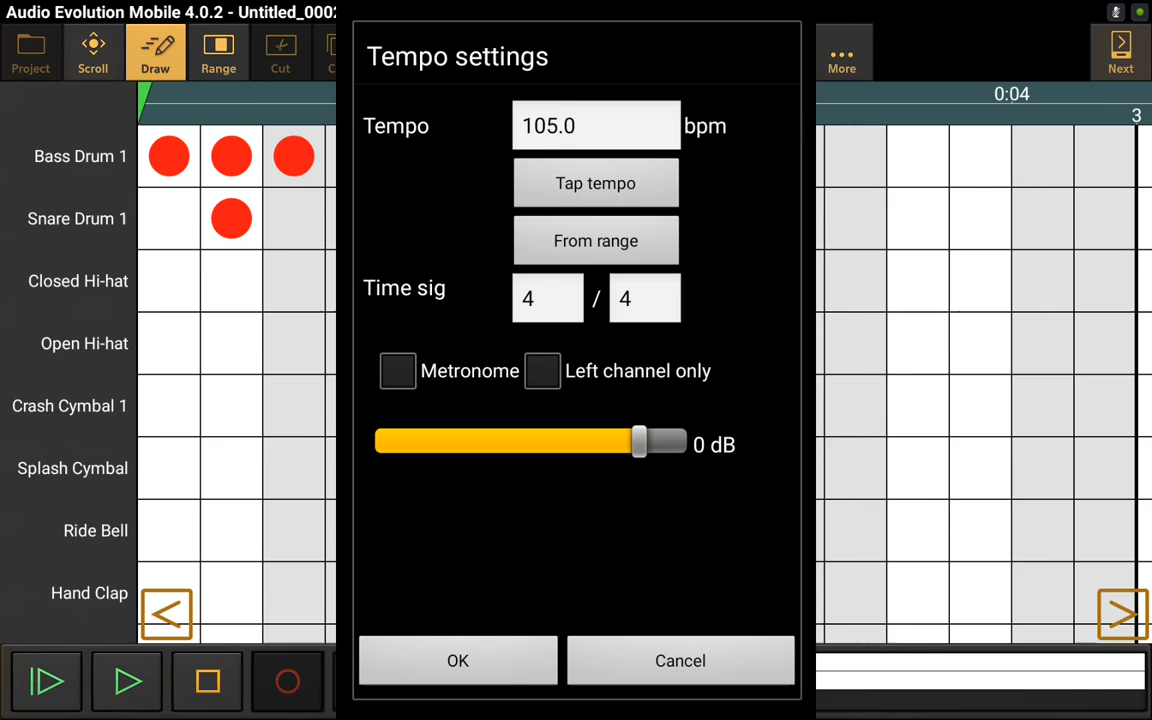 Audio Evolution Mobile 4.0.2 - Untitled_0002
Project
Scroll
Draw
Range
Cut
More
Next
0:04
3
Bass Drum 1
Snare Drum 1
Closed Hi-hat
Open Hi-hat
Crash Cymbal 1
Splash Cymbal
Ride Bell
Hand Clap
Tempo settings
Tempo 105.0 bpm
Tap tempo
From range
Time sig 4 / 4
Metronome Left channel only
0 dB
OK Cancel